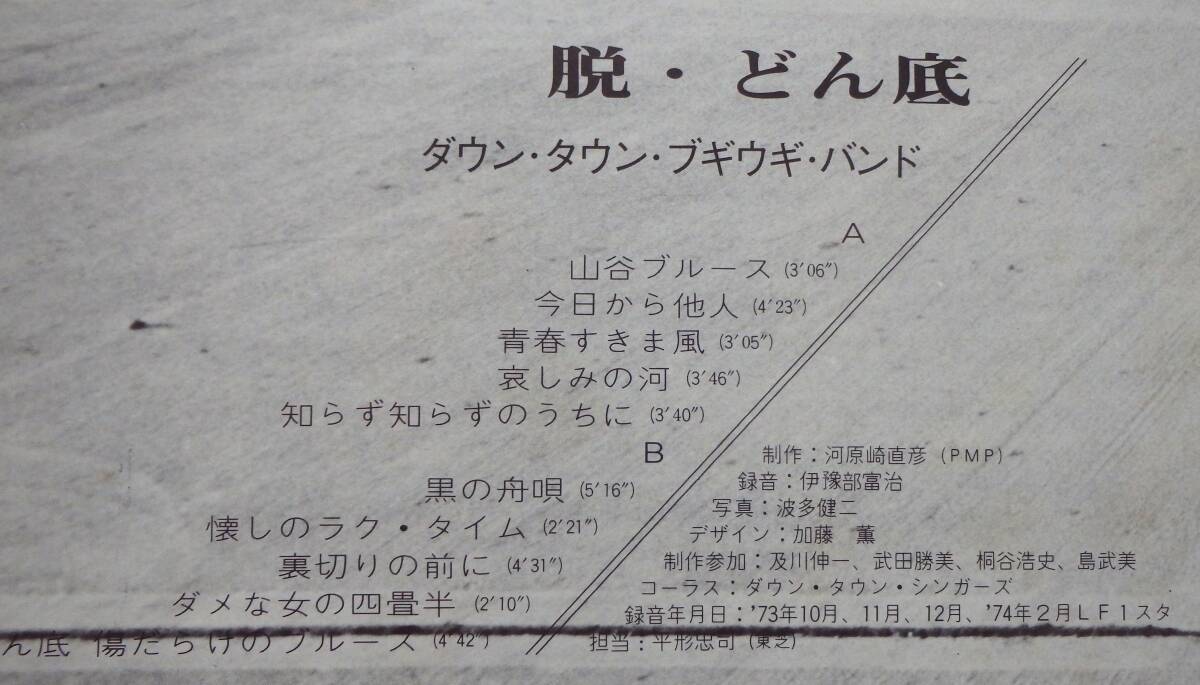 脱・どん底
ダウン・タウン・ブギウギ・バンド
A
山谷ブルース (3′06″)
今日から他人 (4′23″)
青春すきま風 (3′05″)
哀しみの河 (3′46″)
知らず知らずのうちに (3′40″)
B
黒の舟唄 (5′16″)
懐しのラク・タイム (2′21″)
裏切りの前に (4′31″)
ダメな女の四畳半 (2′10″)
ん底 傷だらけのブルース (4′42″)
制作：河原崎直彦（PMP）
録音：伊豫部富治
写真：波多健二
デザイン：加藤　薫
制作参加：及川伸一、武田勝美、桐谷浩史、島武美
コーラス：ダウン・タウン・シンガーズ
録音年月日：’73年10月、11月、12月、’74年2月ＬＦ１スタ
担当：平形忠司（東芝）